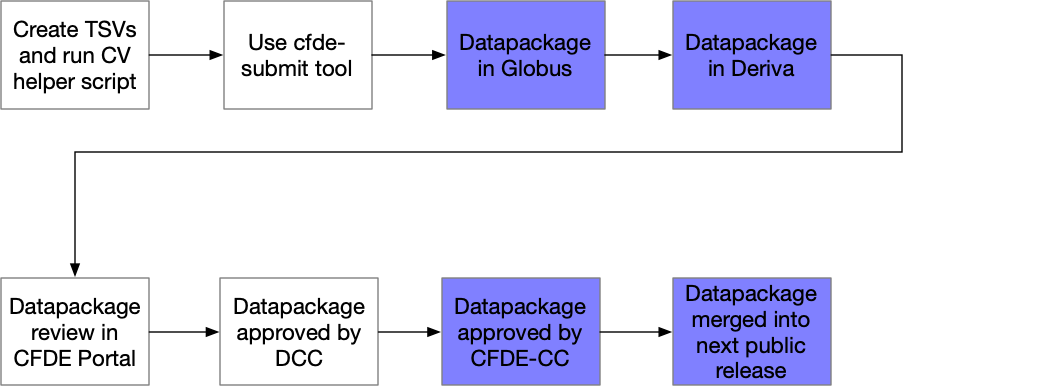 Create TSVs
and run CV
helper script
Use cfde-
submit tool
Datapackage
in Globus
Datapackage
in Deriva
Datapackage
review in
CFDE Portal
Datapackage
approved by
DCC
Datapackage
approved by
CFDE-CC
Datapackage
merged into
next public
release